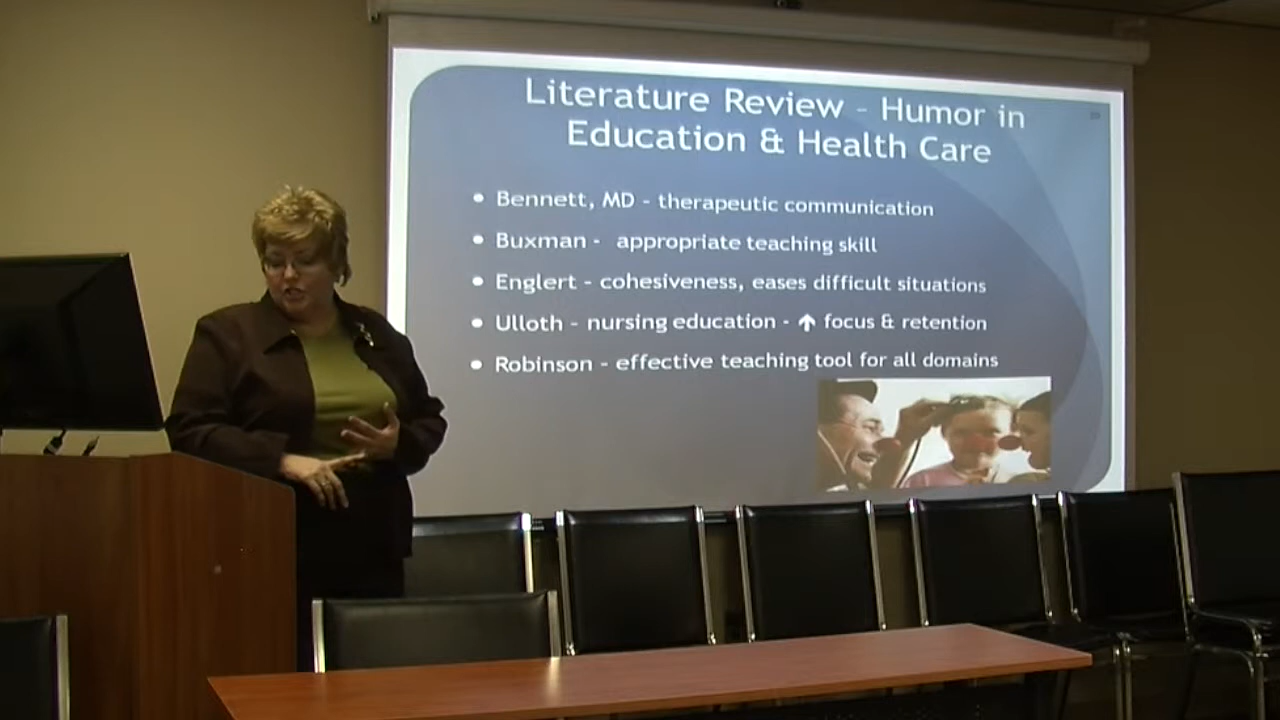 Literature Review – Humor in
Education & Health Care
• Bennett, MD - therapeutic communication
• Buxman - appropriate teaching skill
• Englert - cohesiveness, eases difficult situations
• Ulloth - nursing education - ↑ focus & retention
• Robinson - effective teaching tool for all domains